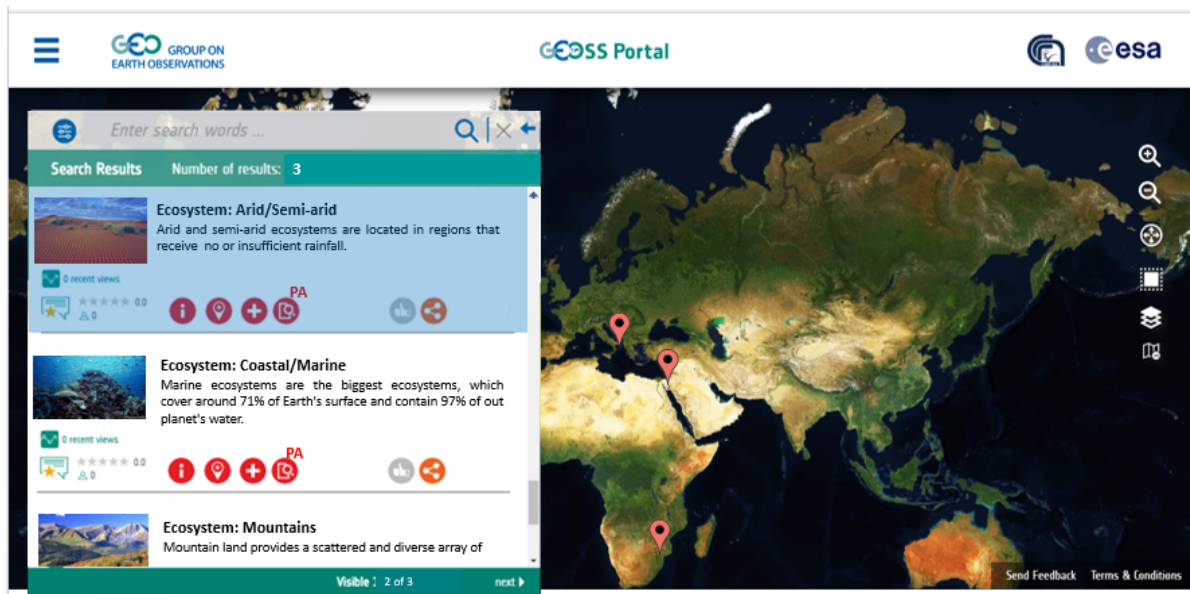 GEO GROUP ON
EARTH OBSERVATIONS
GEOSS Portal
esa
Enter search words ...
Search Results Number of results: 3
Ecosystem: Arid/Semi-arid
Arid and semi-arid ecosystems are located in regions that
receive no or insufficient rainfall.
0 recent views
PA
0.0
0
Ecosystem: Coastal/Marine
Marine ecosystems are the biggest ecosystems, which
cover around 71% of Earth's surface and contain 97% of out
planet's water.
0 recent views
PA
0.0
0
Ecosystem: Mountains
Mountain land provides a scattered and diverse array of
Visible : 2 of 3 next
Send Feedback Terms & Conditions